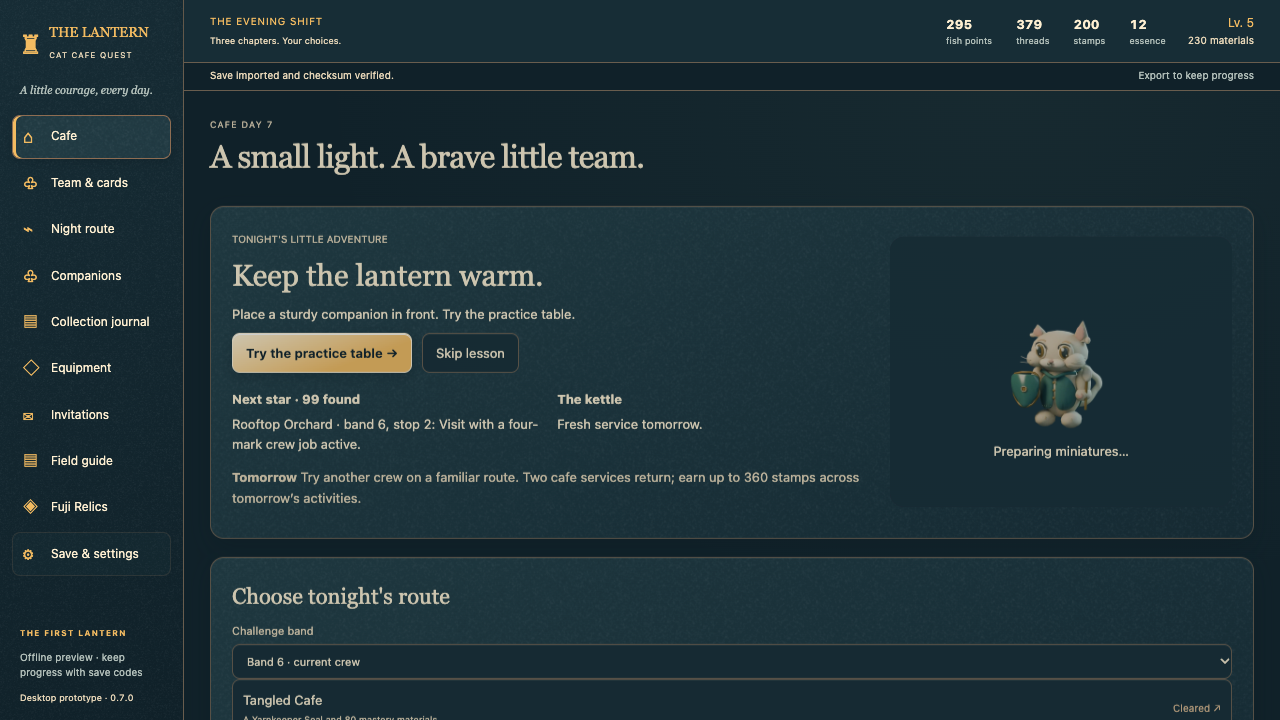 THE LANTERN
CAT CAFE QUEST
A little courage, every day.
Cafe
Team & cards
Night route
Companions
Collection journal
Equipment
Invitations
Field guide
Fuji Relics
Save & settings
THE FIRST LANTERN
Offline preview · keep
progress with save codes
Desktop prototype · 0.7.0
THE EVENING SHIFT
Three chapters. Your choices.
295
fish points
379
threads
200
stamps
12
essence
Lv. 5
230 materials
Save imported and checksum verified.
Export to keep progress
CAFE DAY 7
A small light. A brave little team.
TONIGHT'S LITTLE ADVENTURE
Keep the lantern warm.
Place a sturdy companion in front. Try the practice table.
Try the practice table →
Skip lesson
Next star · 99 found
Rooftop Orchard · band 6, stop 2: Visit with a four-
mark crew job active.
The kettle
Fresh service tomorrow.
Tomorrow Try another crew on a familiar route. Two cafe services return; earn up to 360 stamps across
tomorrow's activities.
Preparing miniatures...
Choose tonight's route
Challenge band
Band 6 · current crew
Tangled Cafe
A Yarnkeeper Seal and 80 mastery materials
Cleared ↗